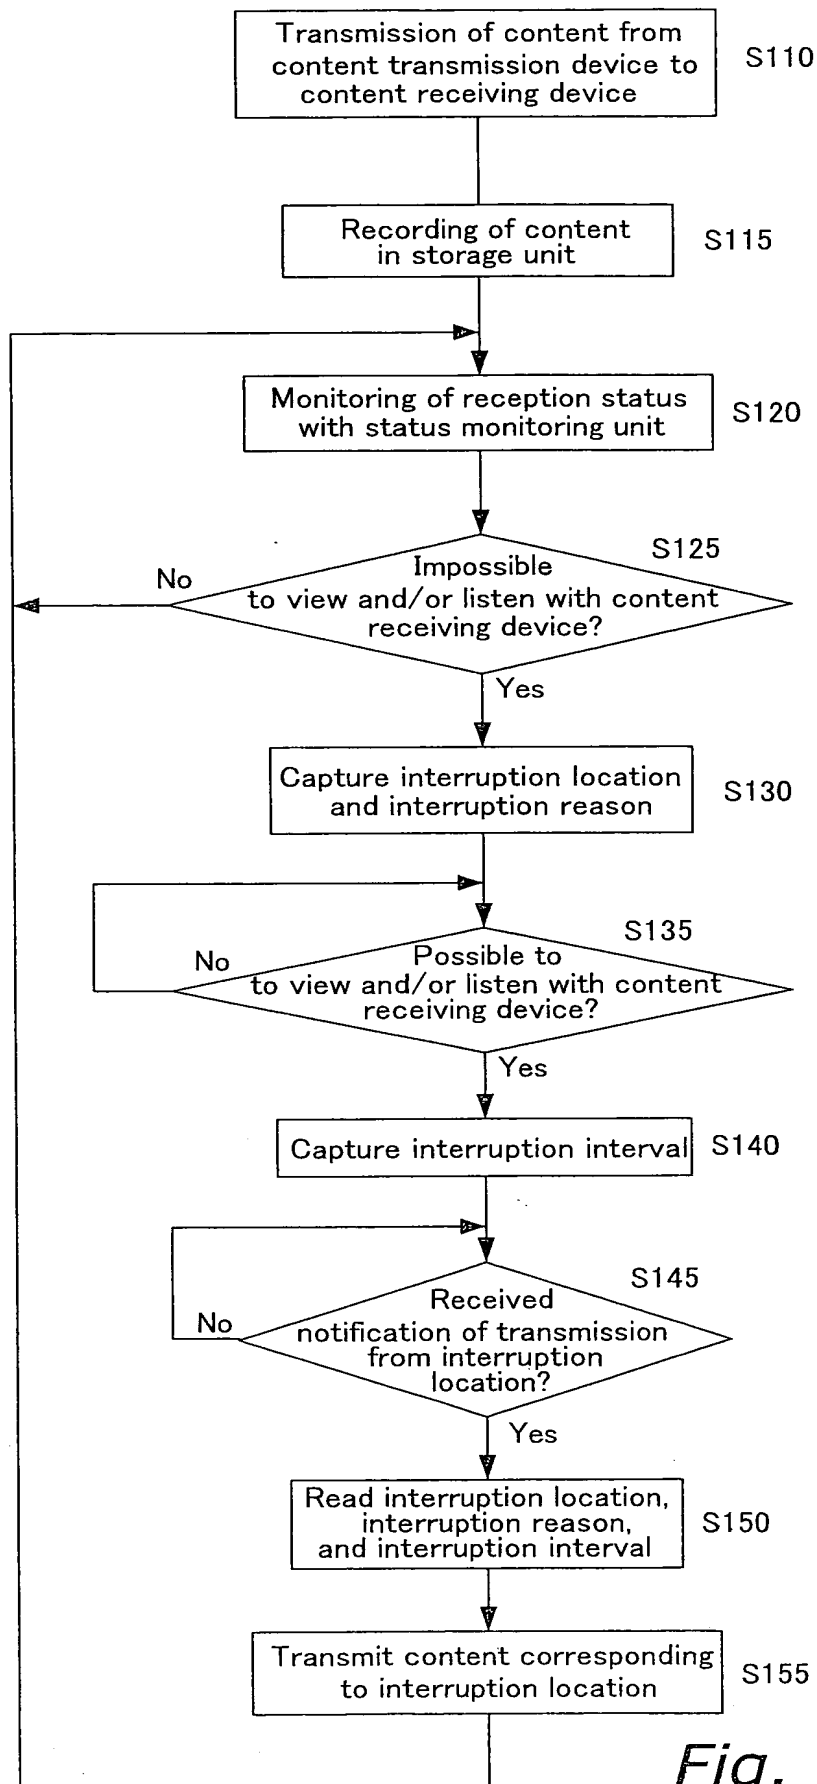 Transmission of content from
content transmission device to
content receiving device
S110
Recording of content
in storage unit
S115
Monitoring of reception status
with status monitoring unit
S120
S125
No
Impossible
to view and/or listen with content
receiving device?
Yes
Capture interruption location
and interruption reason
S130
S135
No
Possible to
to view and/or listen with content
receiving device?
Yes
Capture interruption interval
S140
S145
No
Received
notification of transmission
from interruption
location?
Yes
Read interruption location,
interruption reason,
and interruption interval
S150
Transmit content corresponding
to interruption location
S155
Fig.